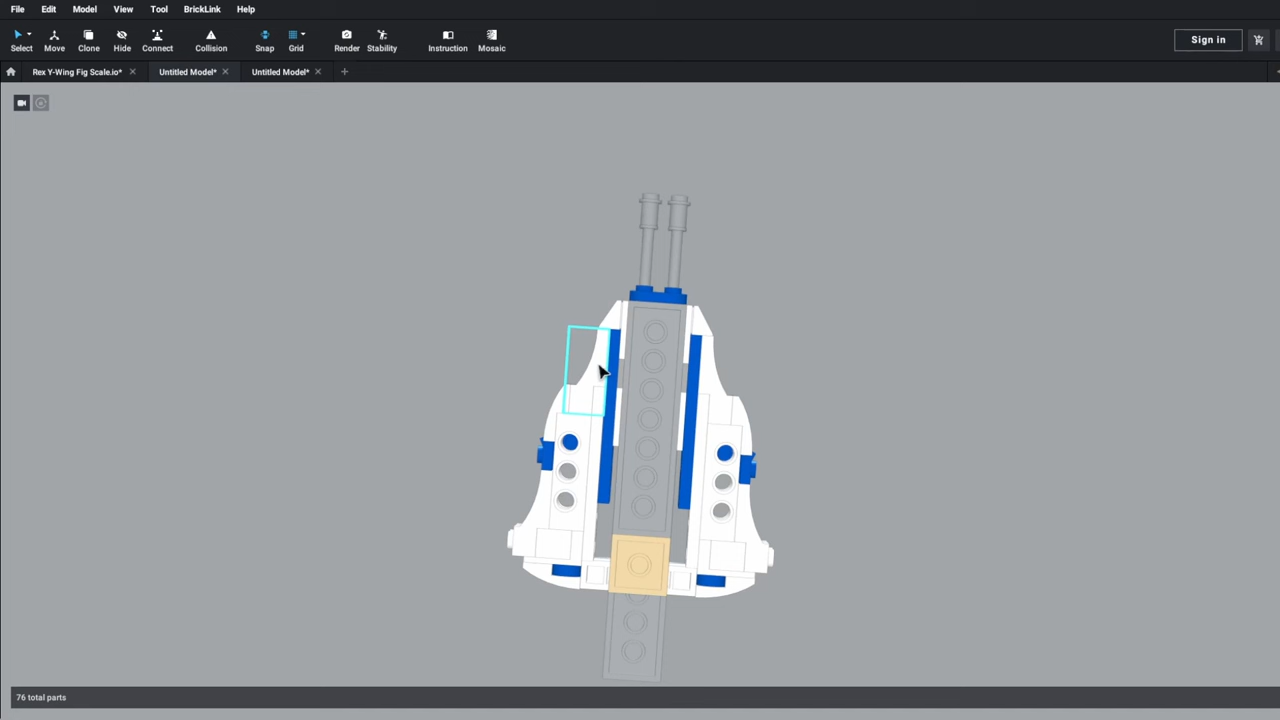 File Edit Model View Tool BrickLink Help
Select Move Clone Hide Connect Collision Snap Grid Render Stability Instruction Mosaic Sign in
Rex Y-Wing Fig Scale.io* Untitled Model* Untitled Model*
76 total parts